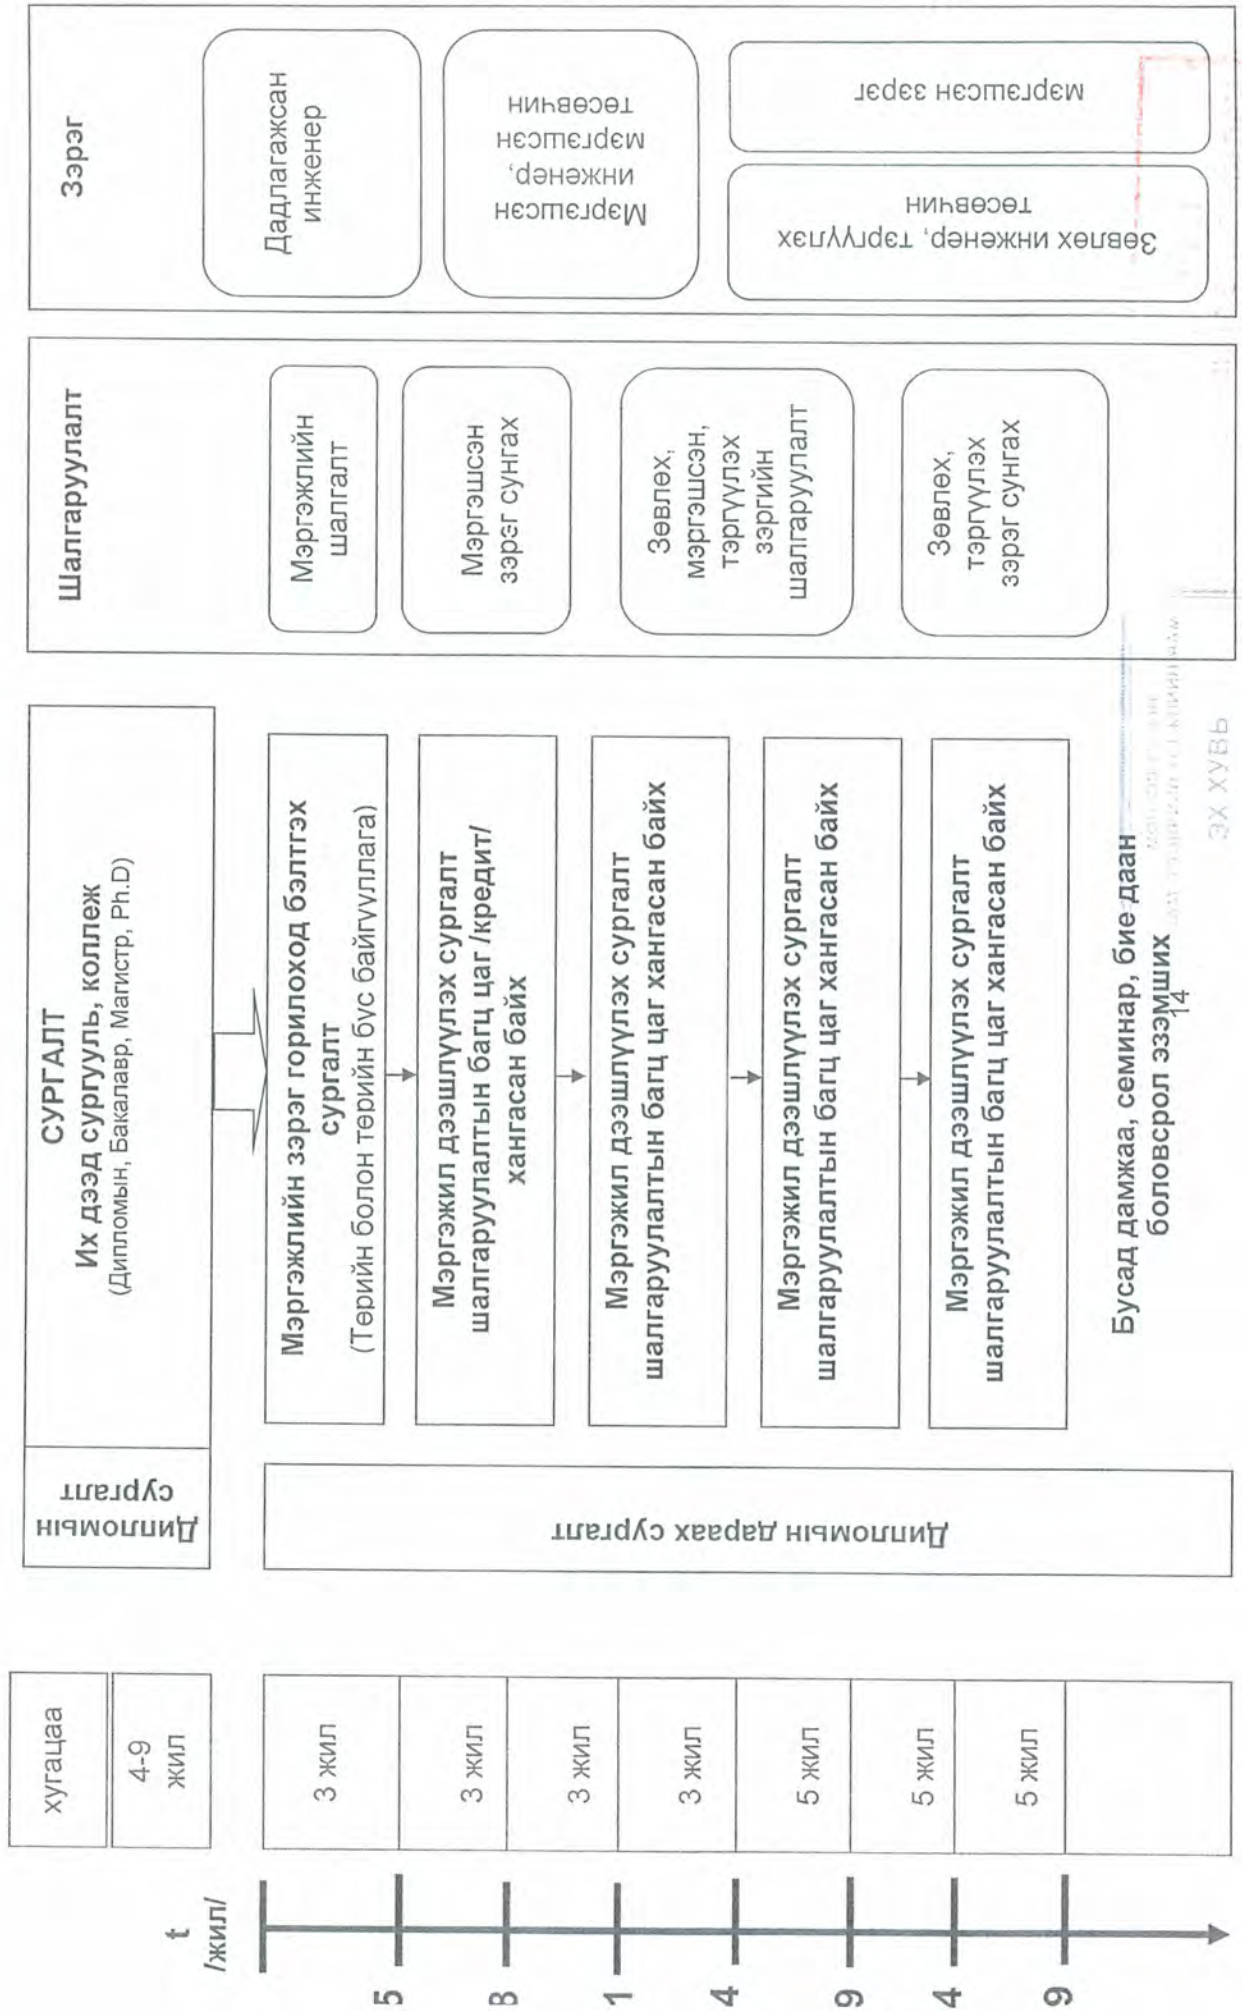 t
/жил/
5
8
1
4
9
4
9
хугацаа
4-9
жил
3 жил
3 жил
3 жил
3 жил
5 жил
5 жил
5 жил
Дипломын
сургалт
Дипломын дараах сургалт
СУРГАЛТ
Их дээд сургууль, коллеж
(Дипломын, Бакалавр, Магистр, Ph.D)
Мэргэжлийн зэрэг горилоход бэлтгэх
сургалт
(Төрийн болон төрийн бус байгууллага)
Мэргэжил дээшлүүлэх сургалт
шалгаруулалтын багц цаг /кредит/
хангасан байх
Мэргэжил дээшлүүлэх сургалт
шалгаруулалтын багц цаг хангасан байх
Мэргэжил дээшлүүлэх сургалт
шалгаруулалтын багц цаг хангасан байх
Мэргэжил дээшлүүлэх сургалт
шалгаруулалтын багц цаг хангасан байх
Бусад дамжаа, семинар, бие даан
боловсрол эзэмших
14
Шалгаруулалт
Мэргэжлийн
шалгалт
Мэргэшсэн
зэрэг сунгах
Зөвлөх,
мэргэшсэн,
тэргүүлэх
зэргийн
шалгаруулалт
Зөвлөх,
тэргүүлэх
зэрэг сунгах
Зэрэг
Дадлагажсан
инженер
Мэргэшсэн
инженер,
мэргэшсэн
төсөвчин
Зөвлөх инженер, тэргүүлэх
төсөвчин
мэргэшсэн зэрэг
ЭХ ХУВЬ